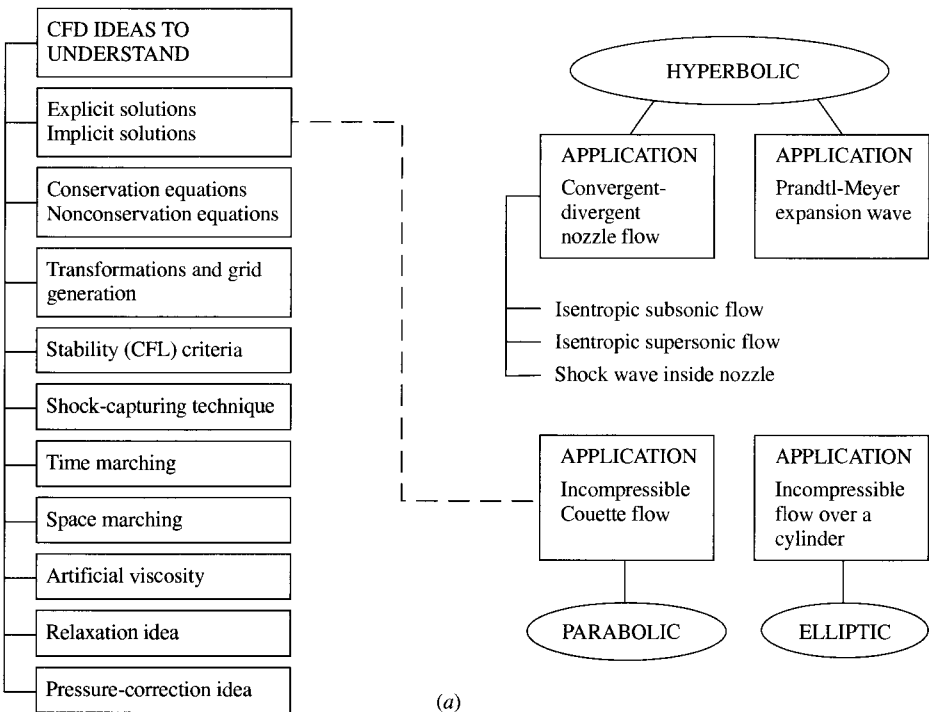 CFD IDEAS TO
UNDERSTAND
Explicit solutions
Implicit solutions
Conservation equations
Nonconservation equations
Transformations and grid
generation
Stability (CFL) criteria
Shock-capturing technique
Time marching
Space marching
Artificial viscosity
Relaxation idea
Pressure-correction idea
HYPERBOLIC
APPLICATION
Convergent-
divergent
nozzle flow
APPLICATION
Prandtl-Meyer
expansion wave
Isentropic subsonic flow
Isentropic supersonic flow
Shock wave inside nozzle
APPLICATION
Incompressible
Couette flow
APPLICATION
Incompressible
flow over a
cylinder
PARABOLIC
ELLIPTIC
(a)